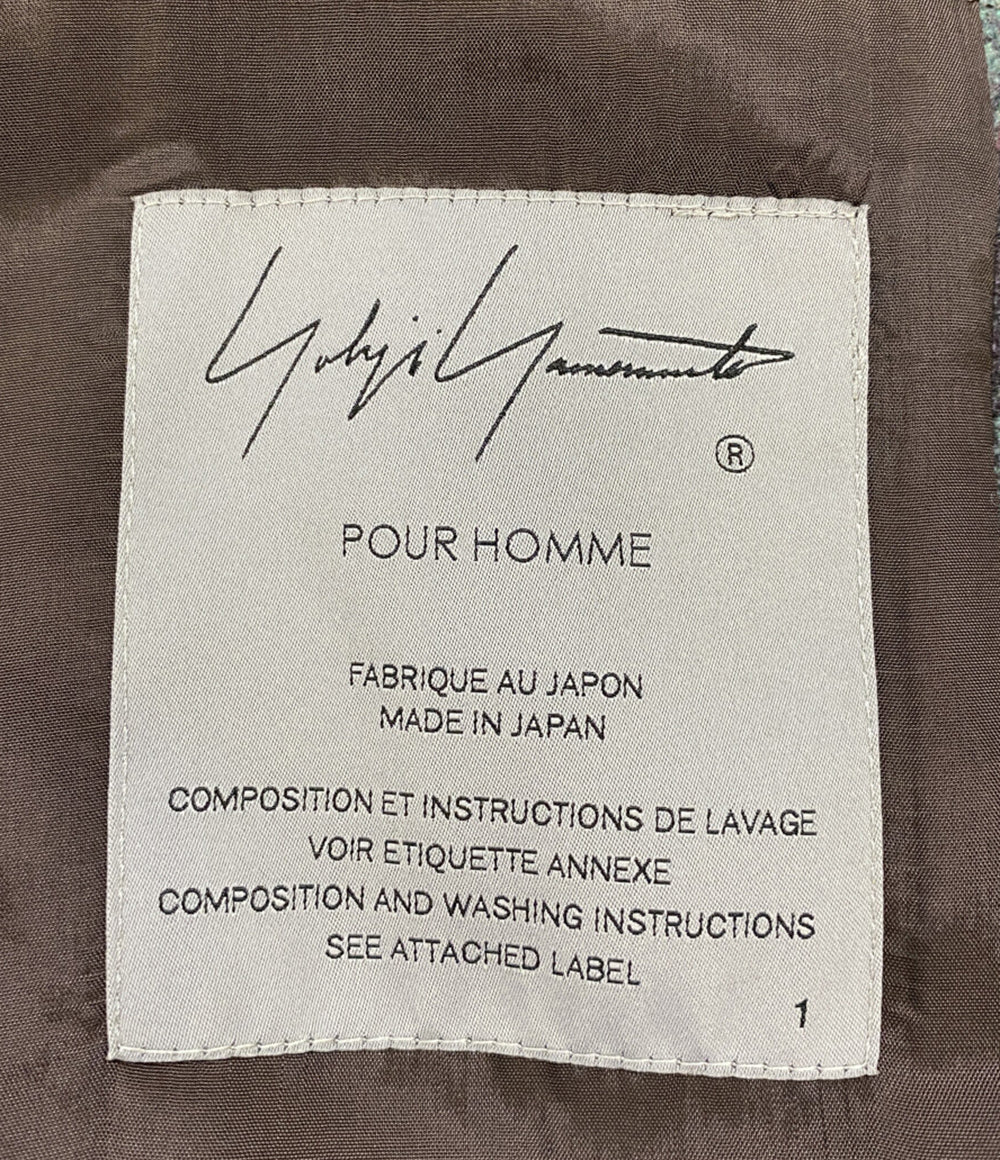 Yohji Yamamoto
®
POUR HOMME
FABRIQUE AU JAPON
MADE IN JAPAN
COMPOSITION ET INSTRUCTIONS DE LAVAGE
VOIR ETIQUETTE ANNEXE
COMPOSITION AND WASHING INSTRUCTIONS
SEE ATTACHED LABEL
1